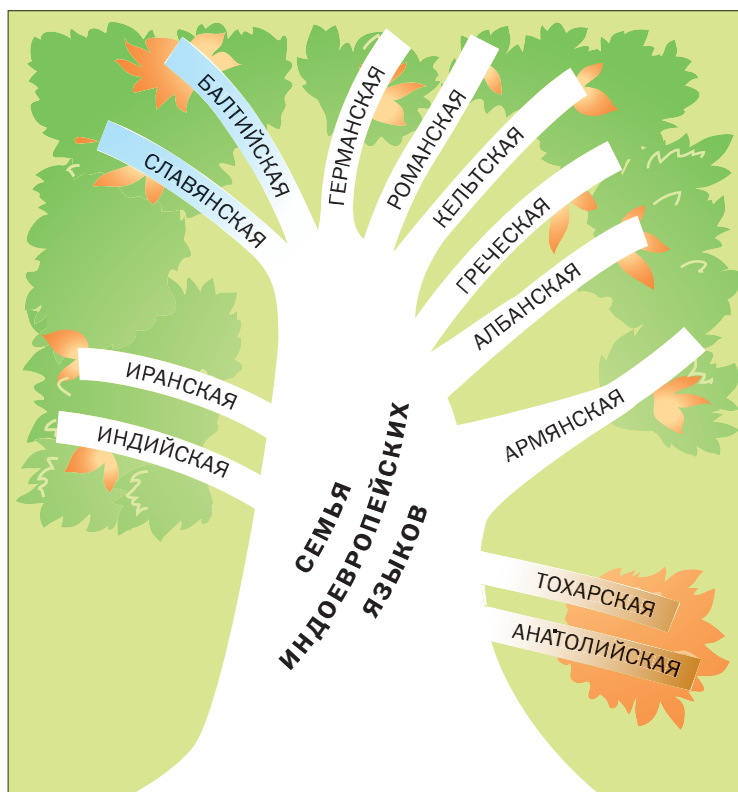 БАЛТИЙСКАЯ
СЛАВЯНСКАЯ
ГЕРМАНСКАЯ
РОМАНСКАЯ
КЕЛЬТСКАЯ
ГРЕЧЕСКАЯ
АЛБАНСКАЯ
АРМЯНСКАЯ
ИРАНСКАЯ
ИНДИЙСКАЯ
СЕМЬЯ
ИНДОЕВРОПЕЙСКИХ
ЯЗЫКОВ
ТОХАРСКАЯ
АНАТОЛИЙСКАЯ